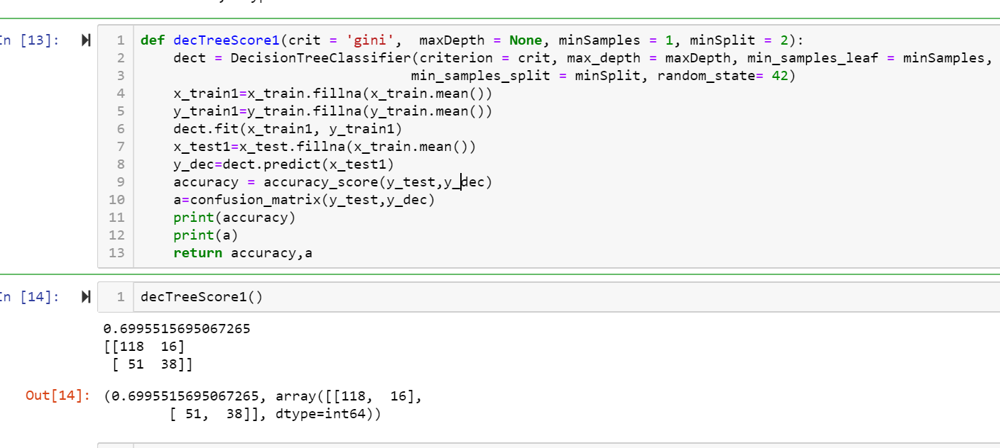 In [13]:
1 def decTreeScore1(crit = 'gini',  maxDepth = None, minSamples = 1, minSplit = 2):
2     dect = DecisionTreeClassifier(criterion = crit, max_depth = maxDepth, min_samples_leaf = minSamples,
3                                  min_samples_split = minSplit, random_state= 42)
4     x_train1=x_train.fillna(x_train.mean())
5     y_train1=y_train.fillna(y_train.mean())
6     dect.fit(x_train1, y_train1)
7     x_test1=x_test.fillna(x_train.mean())
8     y_dec=dect.predict(x_test1)
9     accuracy = accuracy_score(y_test,y_dec)
10     a=confusion_matrix(y_test,y_dec)
11     print(accuracy)
12     print(a)
13     return accuracy,a
In [14]:
1 decTreeScore1()
0.6995515695067265
[[118  16]
 [ 51  38]]
Out[14]: (0.6995515695067265, array([[118,  16],
        [ 51,  38]], dtype=int64))